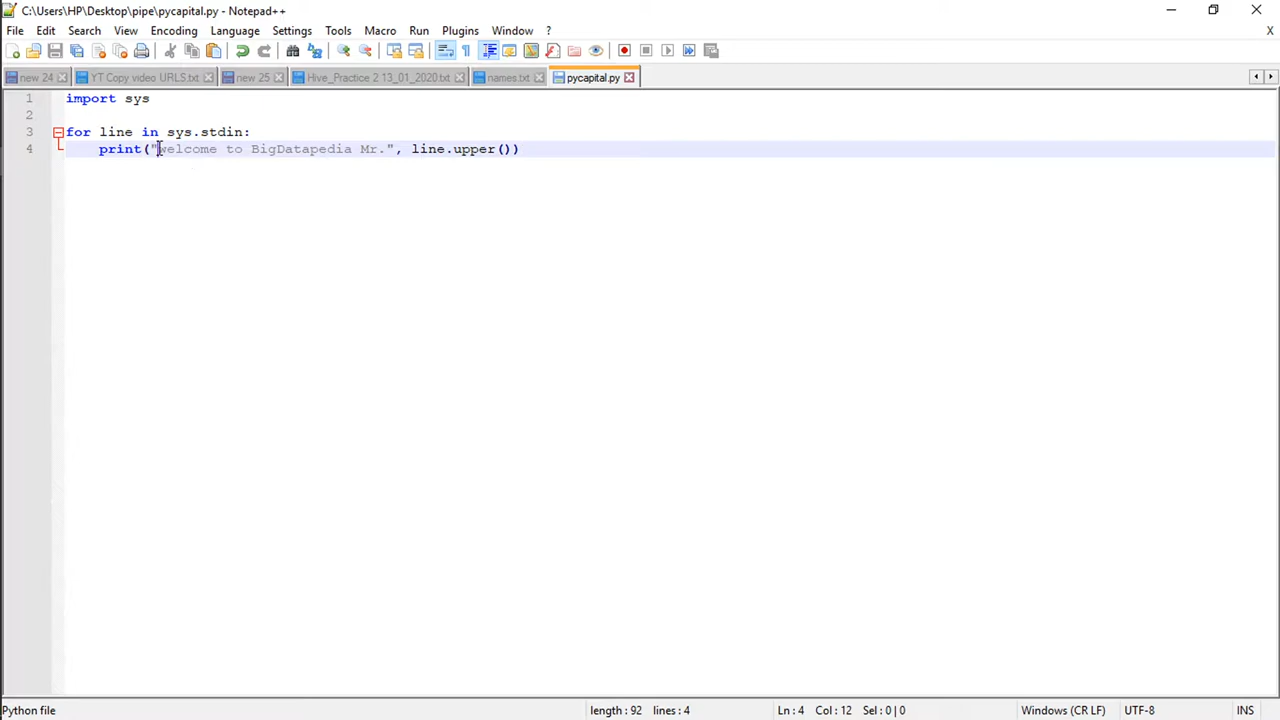 C:\Users\HP\Desktop\pipe\pycapital.py - Notepad++
File Edit Search View Encoding Language Settings Tools Macro Run Plugins Window ? X
new 24 YT Copy video URLS.txt new 25 Hive_Practice 2 13_01_2020.txt names.txt pycapital.py
1 import sys
2
3 for line in sys.stdin:
4 print("welcome to BigDatapedia Mr.", line.upper())
Python file length : 92 lines : 4 Ln : 4 Col : 12 Sel : 0 | 0 Windows (CR LF) UTF-8 INS